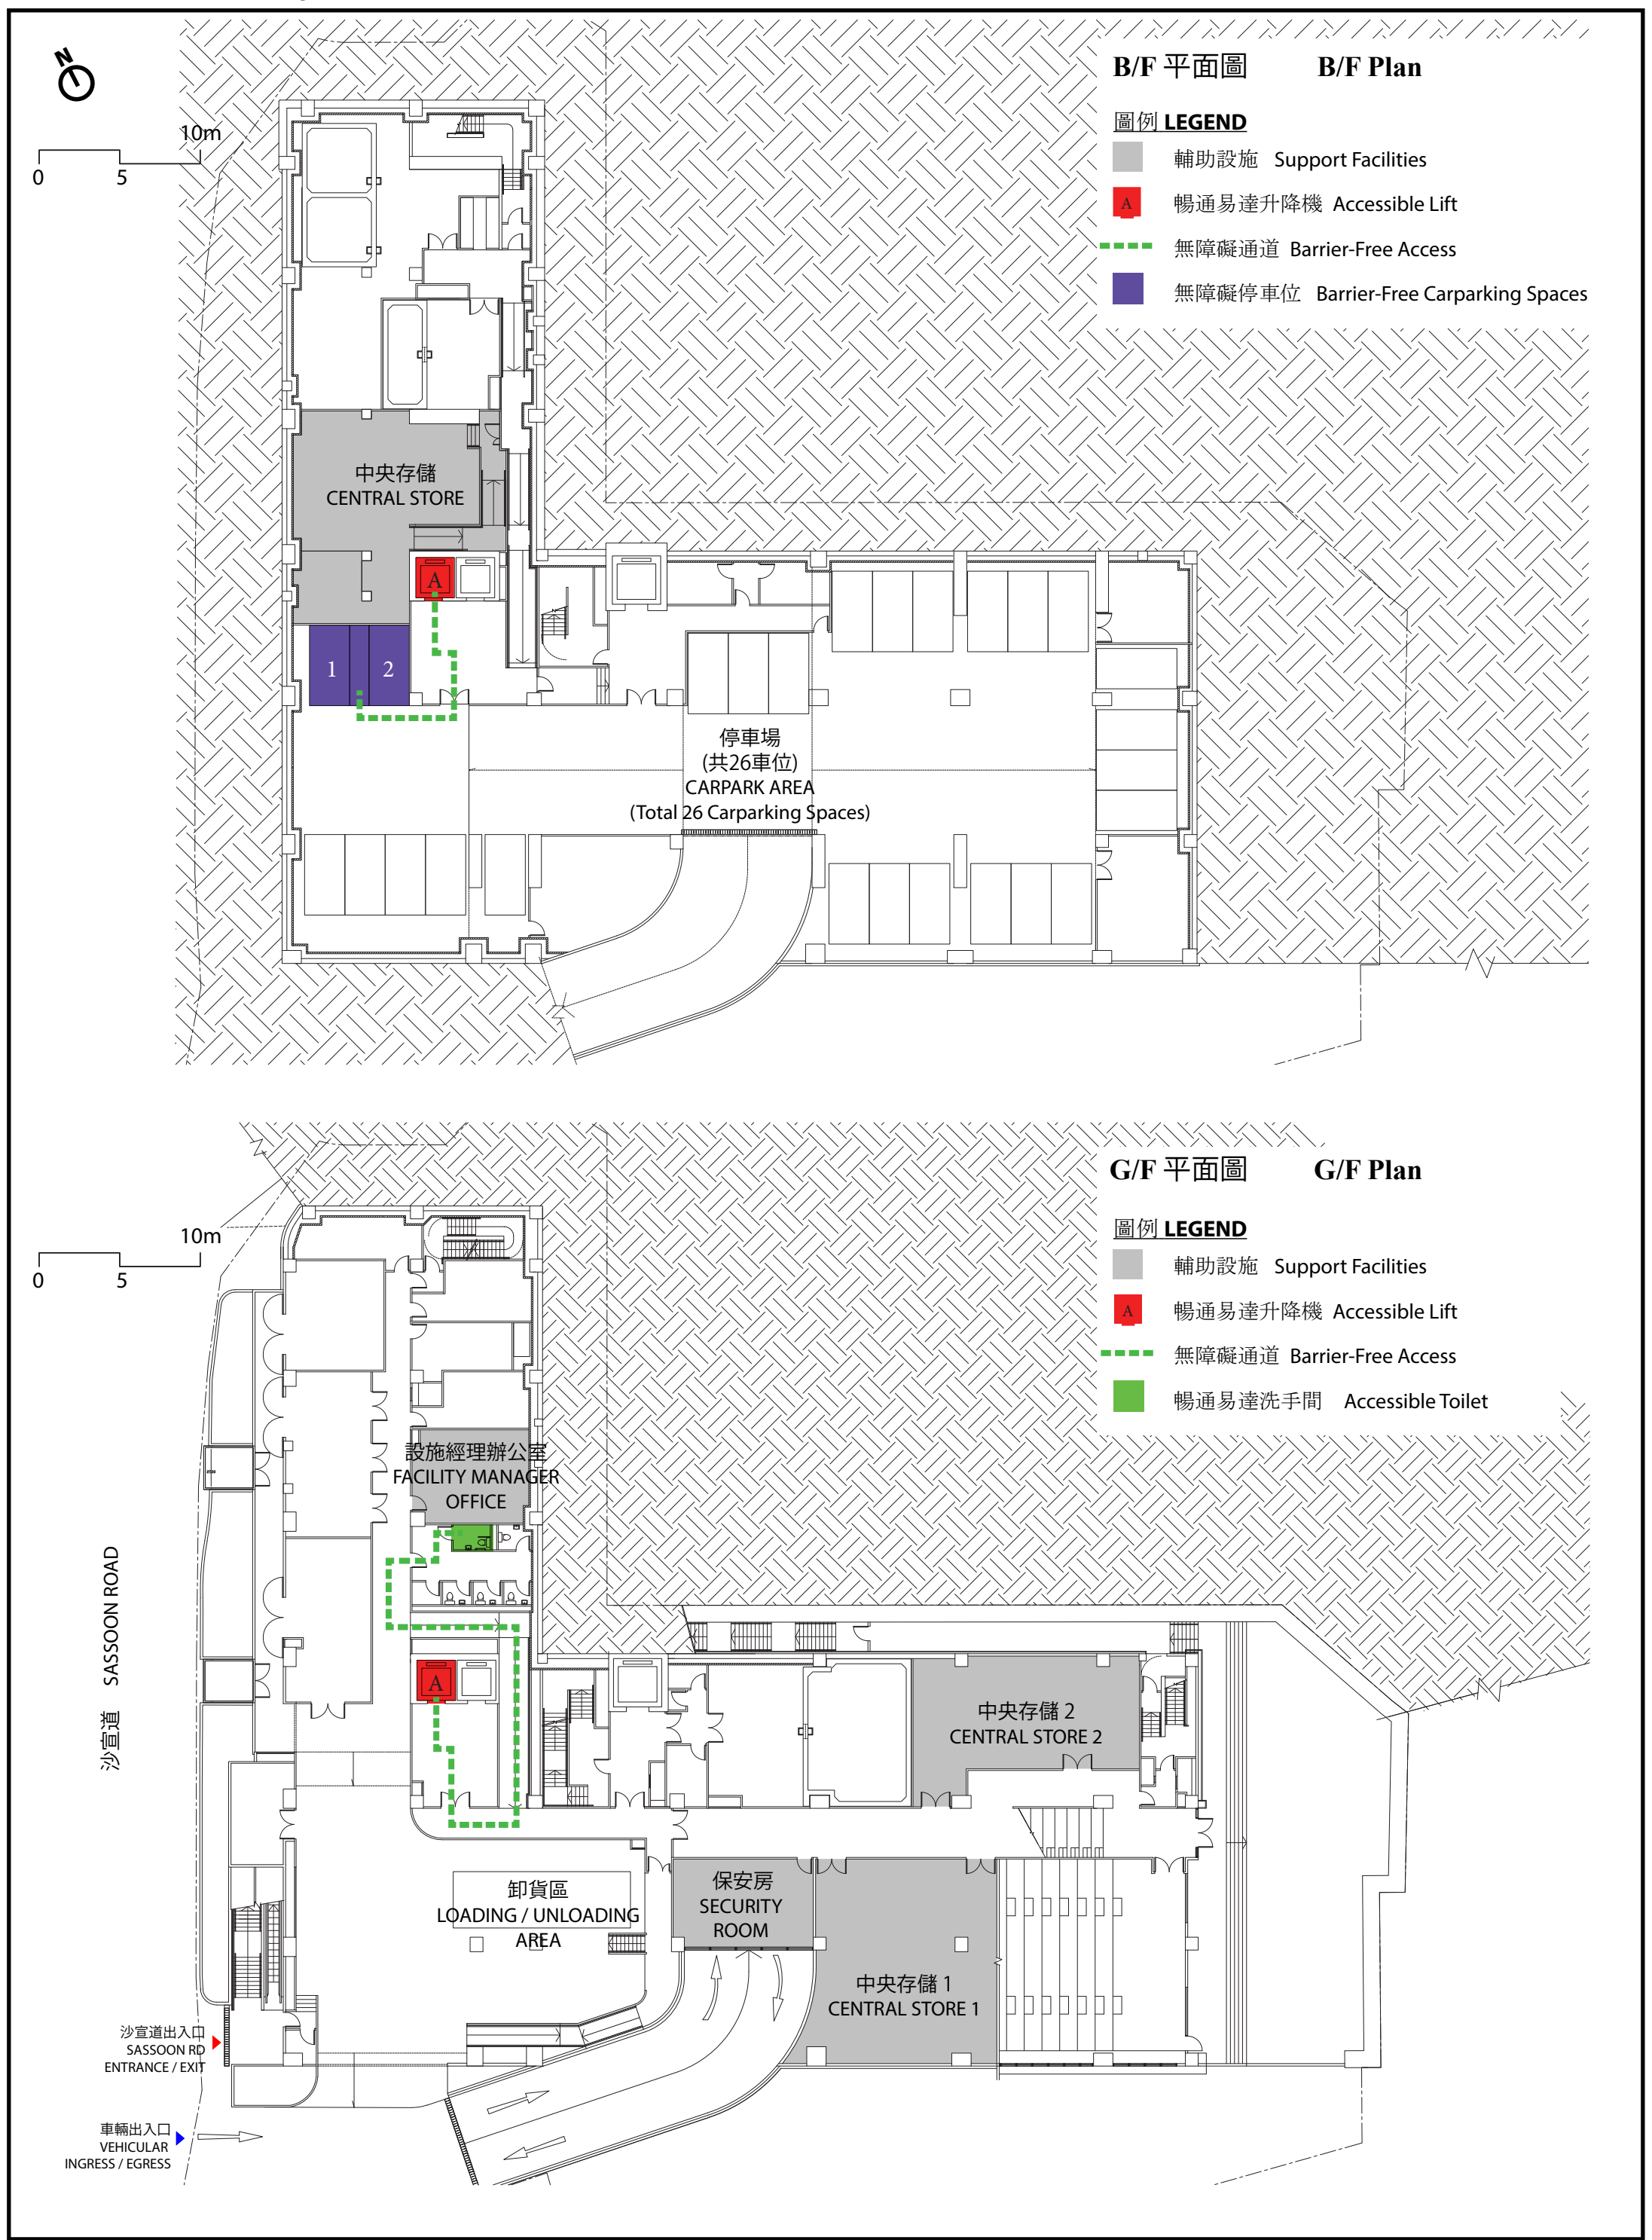 N
10m
0 5
B/F 平面圖 B/F Plan
圖例 LEGEND
輔助設施 Support Facilities
A 暢通易達升降機 Accessible Lift
無障礙通道 Barrier-Free Access
無障礙停車位 Barrier-Free Carparking Spaces
中央存儲
CENTRAL STORE
A
1 2
停車場
(共26車位)
CARPARK AREA
(Total 26 Carparking Spaces)
10m
0 5
G/F 平面圖 G/F Plan
圖例 LEGEND
輔助設施 Support Facilities
A 暢通易達升降機 Accessible Lift
無障礙通道 Barrier-Free Access
暢通易達洗手間 Accessible Toilet
設施經理辦公室
FACILITY MANAGER
OFFICE
沙宣道 SASSOON ROAD
A
中央存儲 2
CENTRAL STORE 2
保安房
SECURITY
ROOM
卸貨區
LOADING / UNLOADING
AREA
中央存儲 1
CENTRAL STORE 1
沙宣道出入口
SASSOON RD
ENTRANCE / EXIT
車輛出入口
VEHICULAR
INGRESS / EGRESS